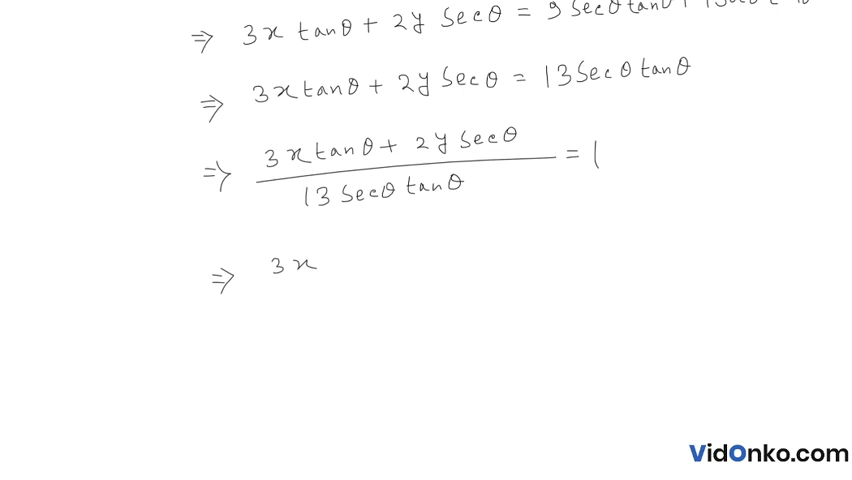 ⇒ 3x tanθ + 2y Secθ = 9 Secθ tanθ
⇒ 3x tanθ + 2y Secθ = 13 Secθ tanθ
⇒ (3x tanθ + 2y Secθ) / (13 Secθ tanθ) = 1
⇒ 3x
VidOnko.com